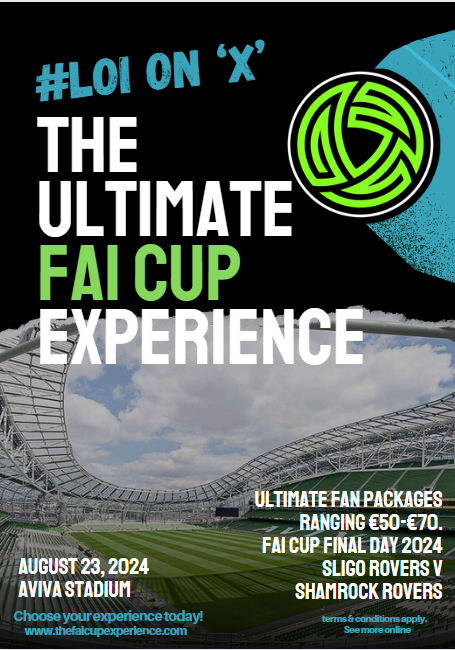 #LOI ON ‘X’
THE
ULTIMATE
FAI CUP
EXPERIENCE
ULTIMATE FAN PACKAGES
RANGING €50-€70.
FAI CUP FINAL DAY 2024
SLIGO ROVERS V
SHAMROCK ROVERS
AUGUST 23, 2024
AVIVA STADIUM
Choose your experience today!
www.thefaicupexperience.com
terms & conditions apply.
See more online